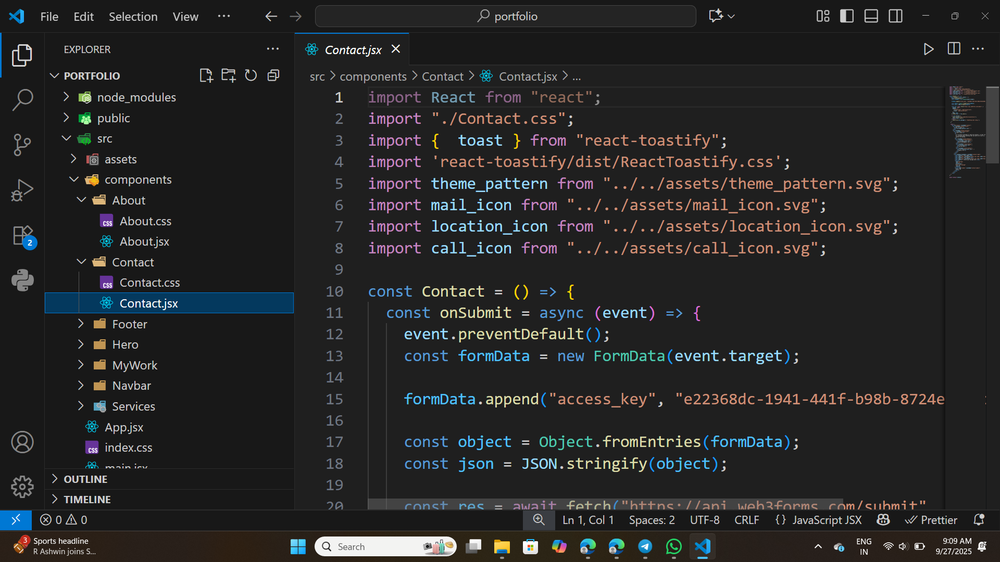 File Edit Selection View ··· portfolio
EXPLORER ···
PORTFOLIO
node_modules
public
src
assets
components
About
CSS About.css
About.jsx
Contact
CSS Contact.css
Contact.jsx
Footer
Hero
MyWork
Navbar
Services
App.jsx
CSS index.css
main.jsx
OUTLINE
TIMELINE
2
Contact.jsx
src > components > Contact > Contact.jsx > ...
1 import React from "react";
2 import "./Contact.css";
3 import {  toast } from "react-toastify";
4 import 'react-toastify/dist/ReactToastify.css';
5 import theme_pattern from "../../assets/theme_pattern.svg";
6 import mail_icon from "../../assets/mail_icon.svg";
7 import location_icon from "../../assets/location_icon.svg";
8 import call_icon from "../../assets/call_icon.svg";
9
10 const Contact = () => {
11 const onSubmit = async (event) => {
12 event.preventDefault();
13 const formData = new FormData(event.target);
14
15 formData.append("access_key", "e22368dc-1941-441f-b98b-8724e
16
17 const object = Object.fromEntries(formData);
18 const json = JSON.stringify(object);
19
20 const res = await fetch("https://api.web3forms.com/submit"
0 0 Ln 1, Col 1 Spaces: 2 UTF-8 CRLF {} JavaScript JSX Prettier
3 Sports headline
R Ashwin joins S...
Search
ENG
IN
9:09 AM
9/27/2025